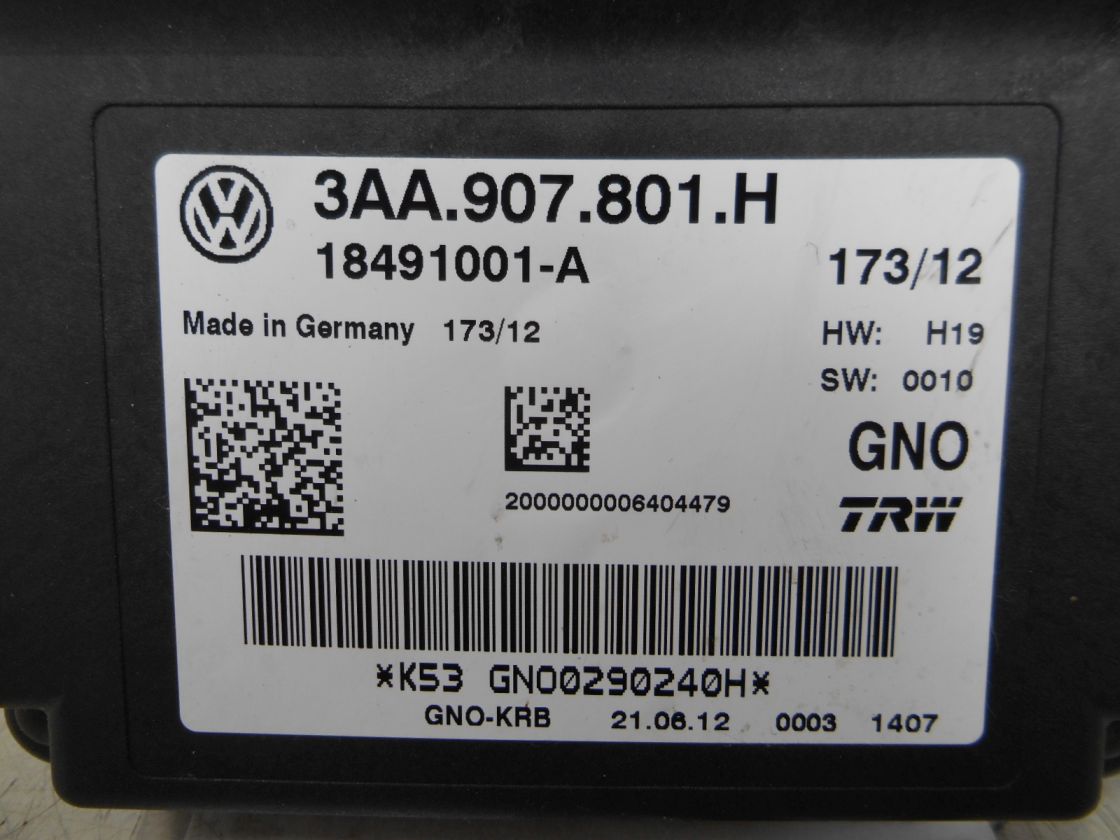 3AA.907.801.H
18491001-A 173/12
Made in Germany 173/12 HW: H19
SW: 0010
GNO
2000000006404479 TRW
*K53 GNO0290240H*
GNO-KRB 21.06.12 0003 1407